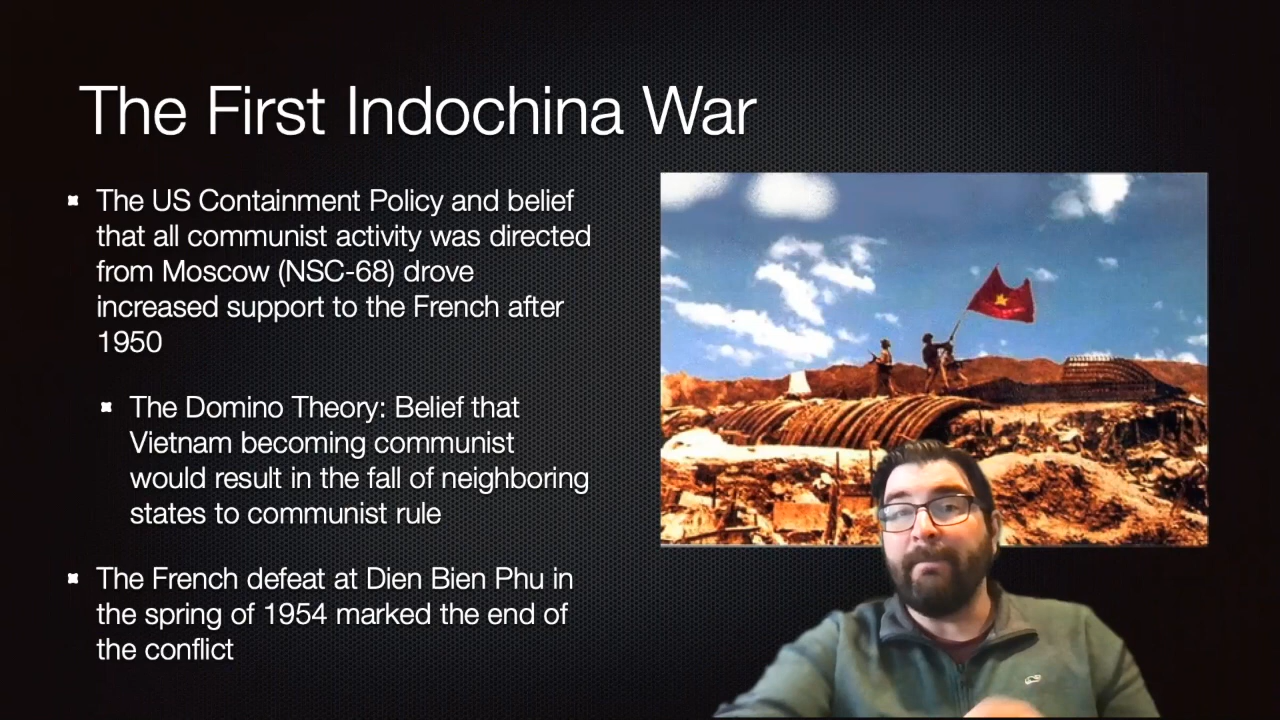 The First Indochina War
The US Containment Policy and belief
that all communist activity was directed
from Moscow (NSC-68) drove
increased support to the French after
1950
The Domino Theory: Belief that
Vietnam becoming communist
would result in the fall of neighboring
states to communist rule
The French defeat at Dien Bien Phu in
the spring of 1954 marked the end of
the conflict